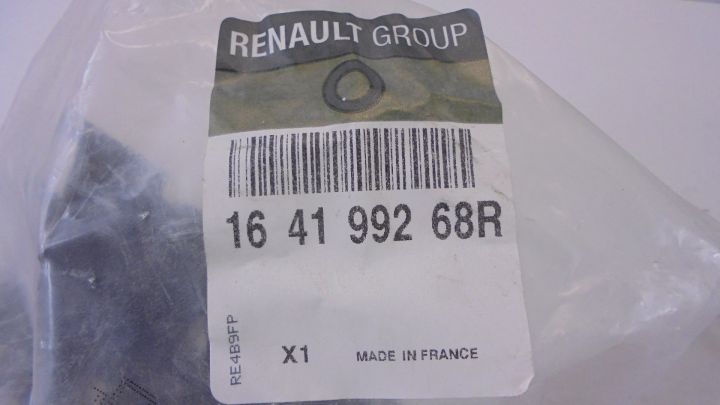 RENAULT GROUP
16 41 992 68R
RE4B9FP
X1 MADE IN FRANCE